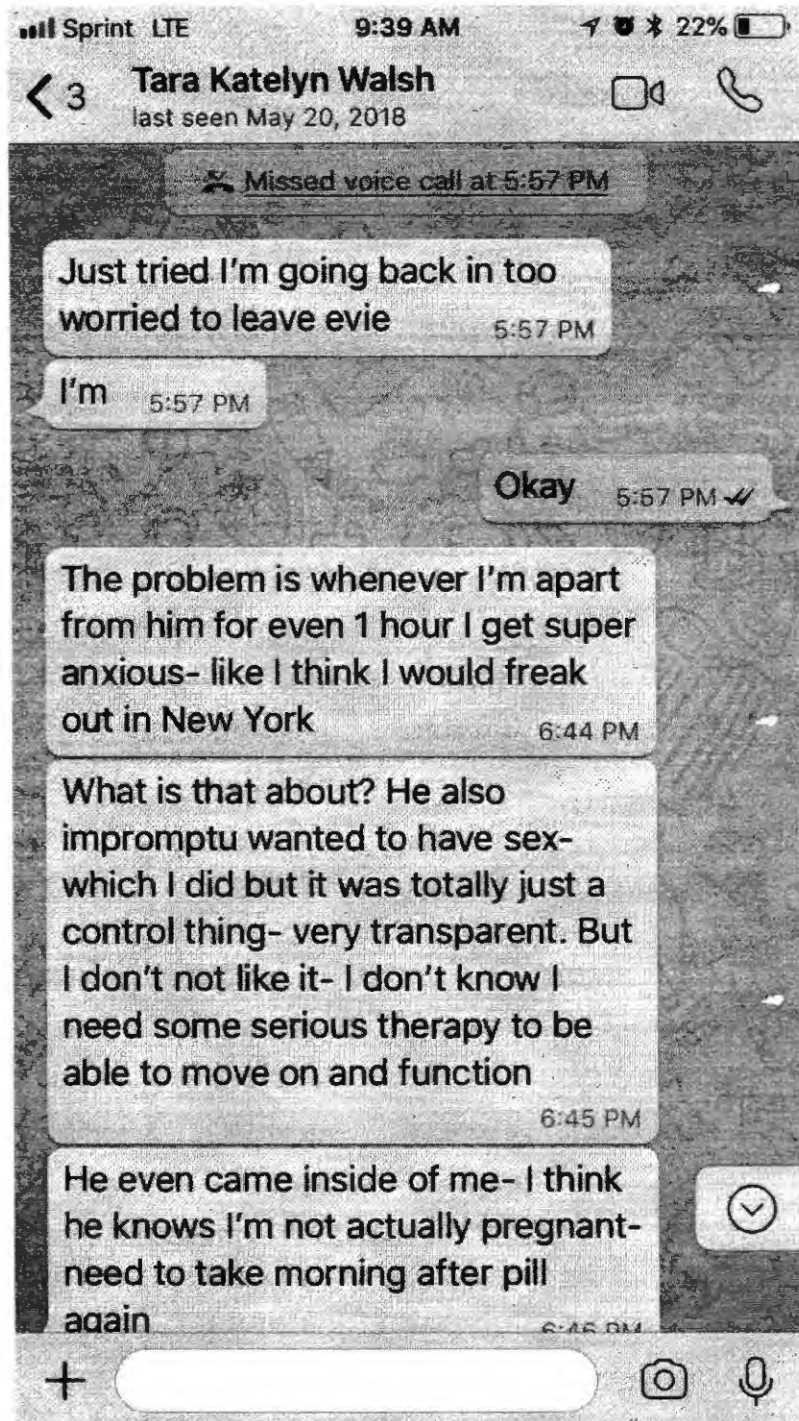 Sprint LTE 9:39 AM 22%
3 Tara Katelyn Walsh
last seen May 20, 2018
Missed voice call at 5:57 PM
Just tried I'm going back in too
worried to leave evie 5:57 PM
I'm 5:57 PM
Okay 5:57 PM
The problem is whenever I'm apart
from him for even 1 hour I get super
anxious- like I think I would freak
out in New York 6:44 PM
What is that about? He also
impromptu wanted to have sex-
which I did but it was totally just a
control thing- very transparent. But
I don't not like it- I don't know I
need some serious therapy to be
able to move on and function
6:45 PM
He even came inside of me- I think
he knows I'm not actually pregnant-
need to take morning after pill
again 6:46 PM